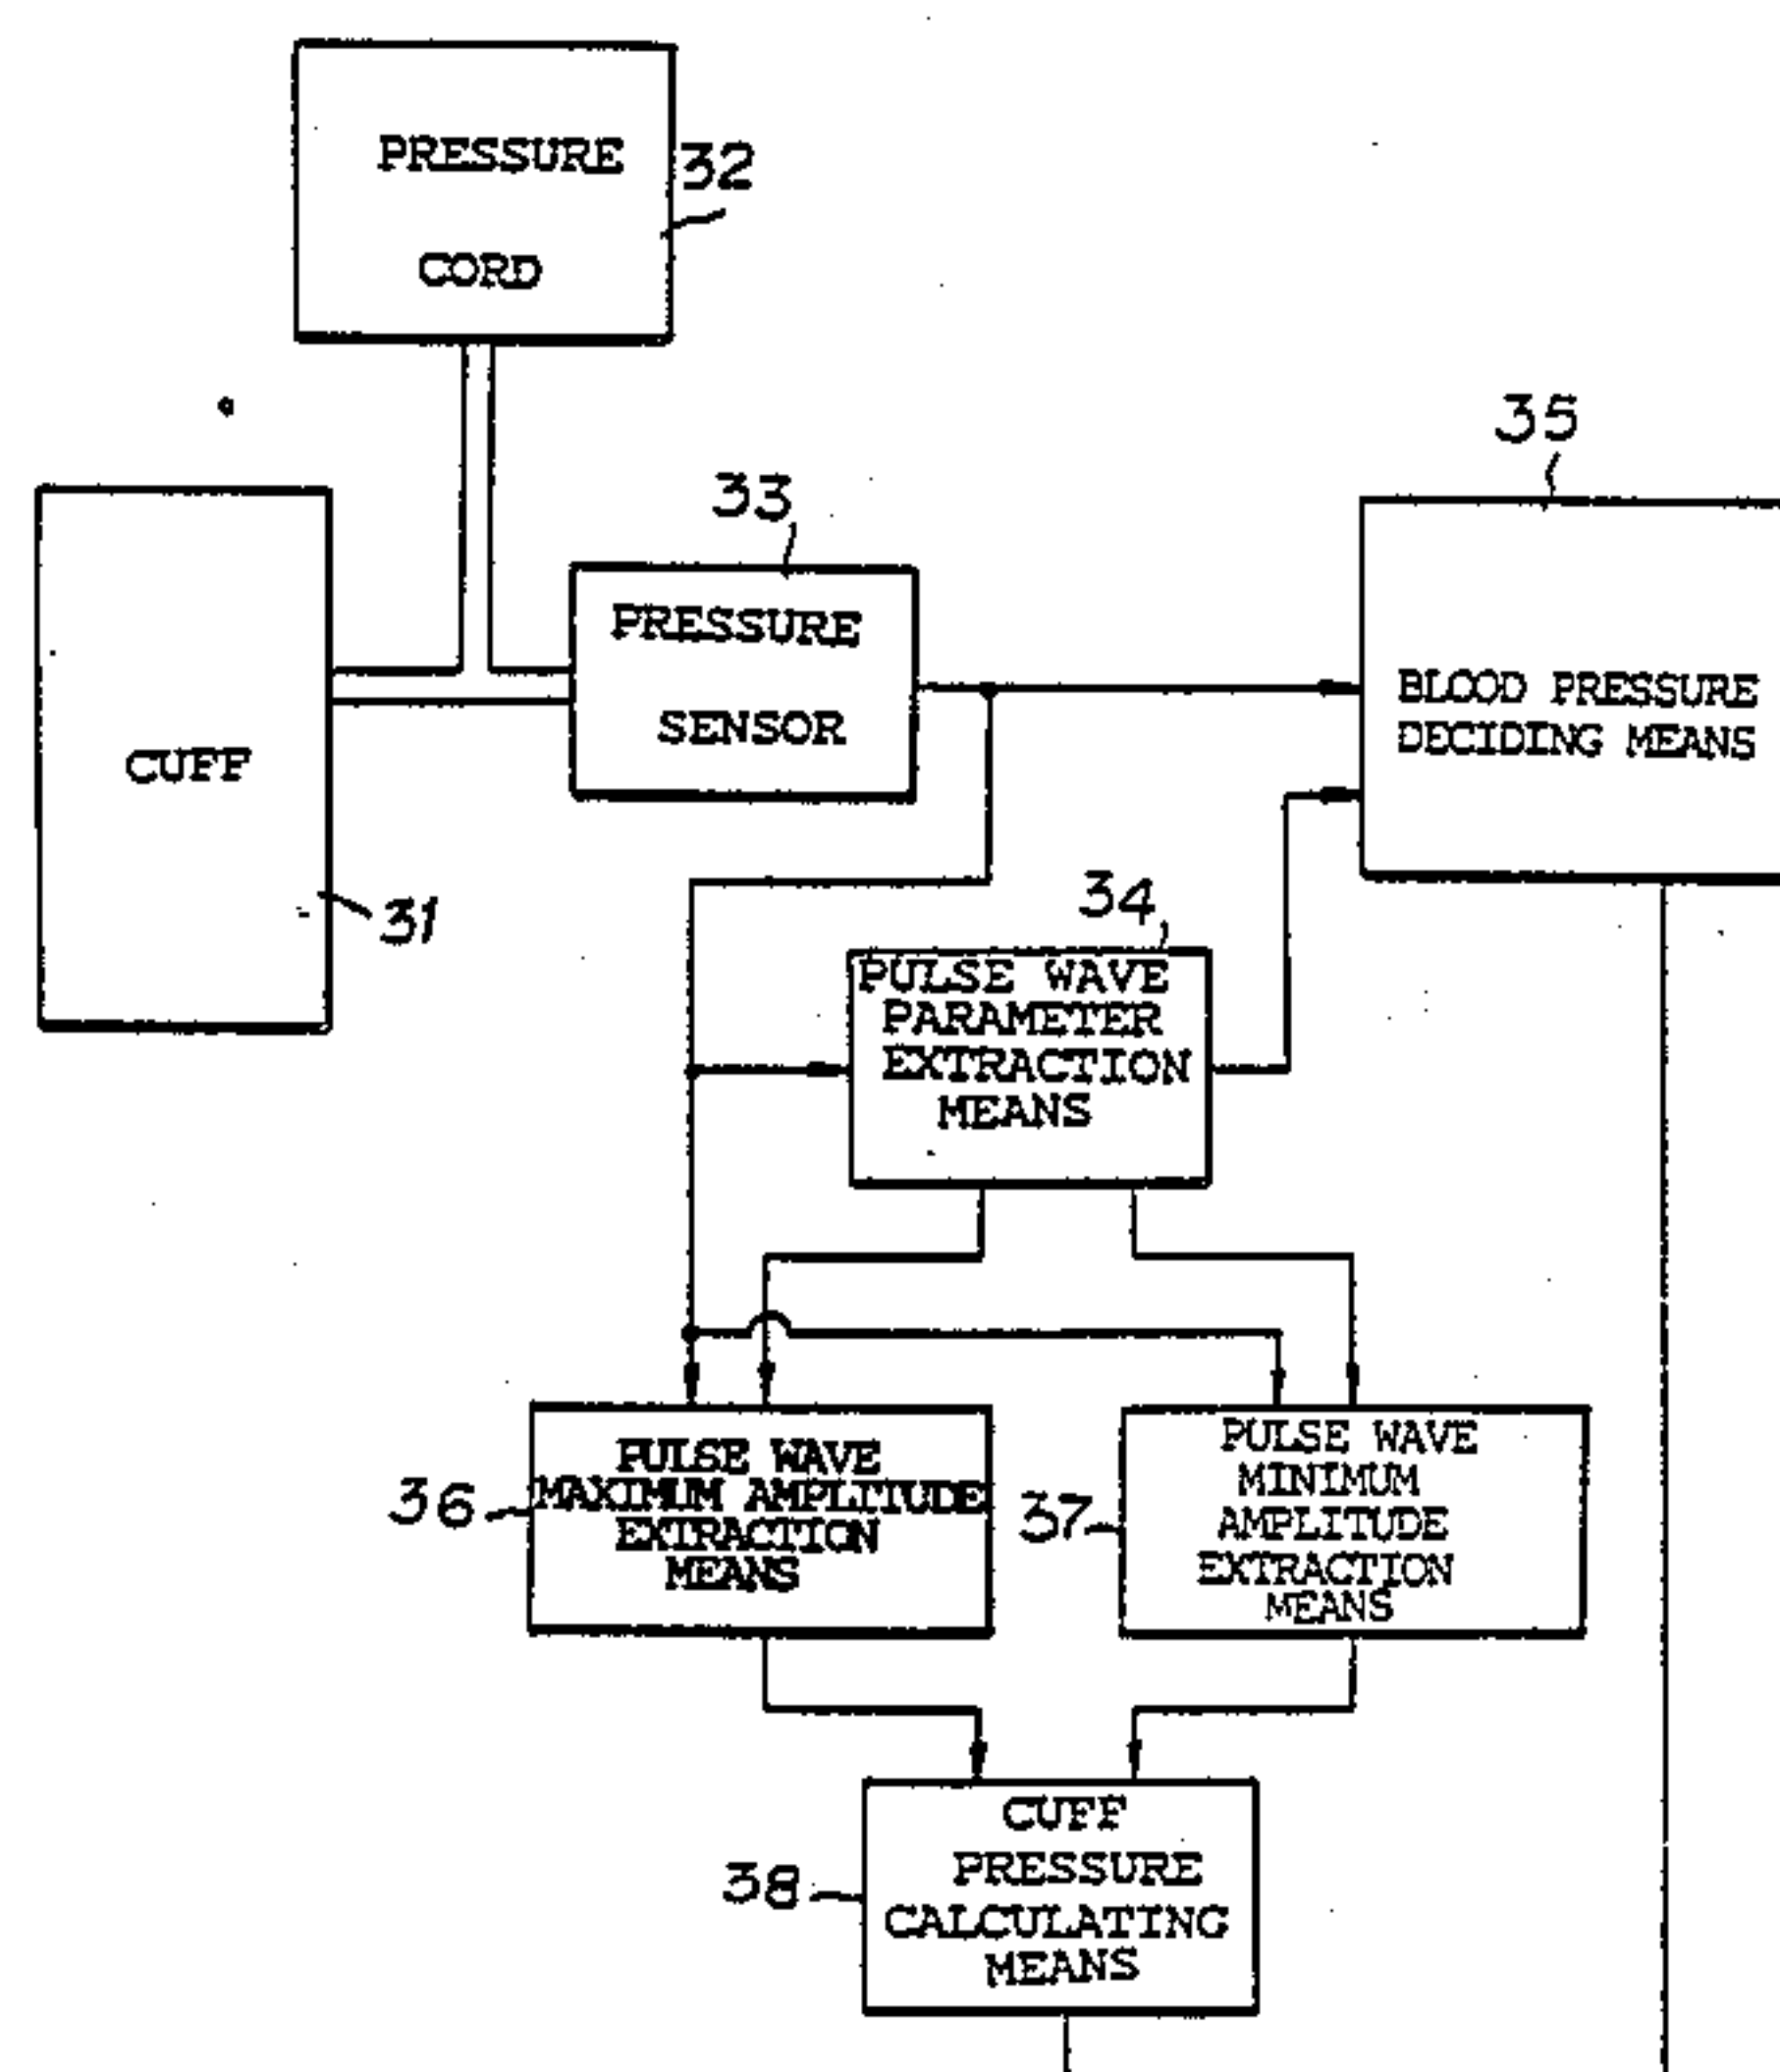 PRESSURE
CORD
32
33
PRESSURE
SENSOR
35
BLOOD PRESSURE
DECIDING MEANS
CUFF
31
34
PULSE WAVE
PARAMETER
EXTRACTION
MEANS
36
PULSE WAVE
MAXIMUM AMPLITUDE
EXTRACTION
MEANS
37
PULSE WAVE
MINIMUM
AMPLITUDE
EXTRACTION
MEANS
38
CUFF
PRESSURE
CALCULATING
MEANS